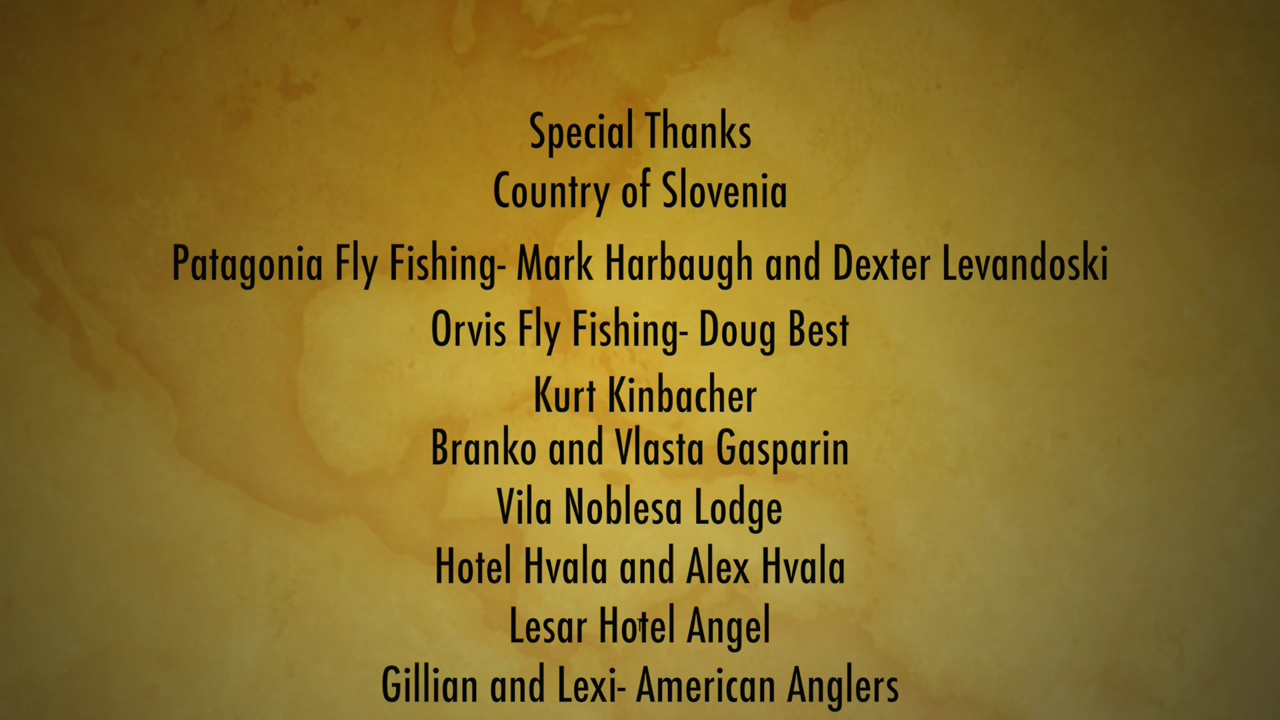 Special Thanks
Country of Slovenia
Patagonia Fly Fishing- Mark Harbaugh and Dexter Levandoski
Orvis Fly Fishing- Doug Best
Kurt Kinbacher
Branko and Vlasta Gasparin
Vila Noblesa Lodge
Hotel Hvala and Alex Hvala
Lesar Hotel Angel
Gillian and Lexi- American Anglers